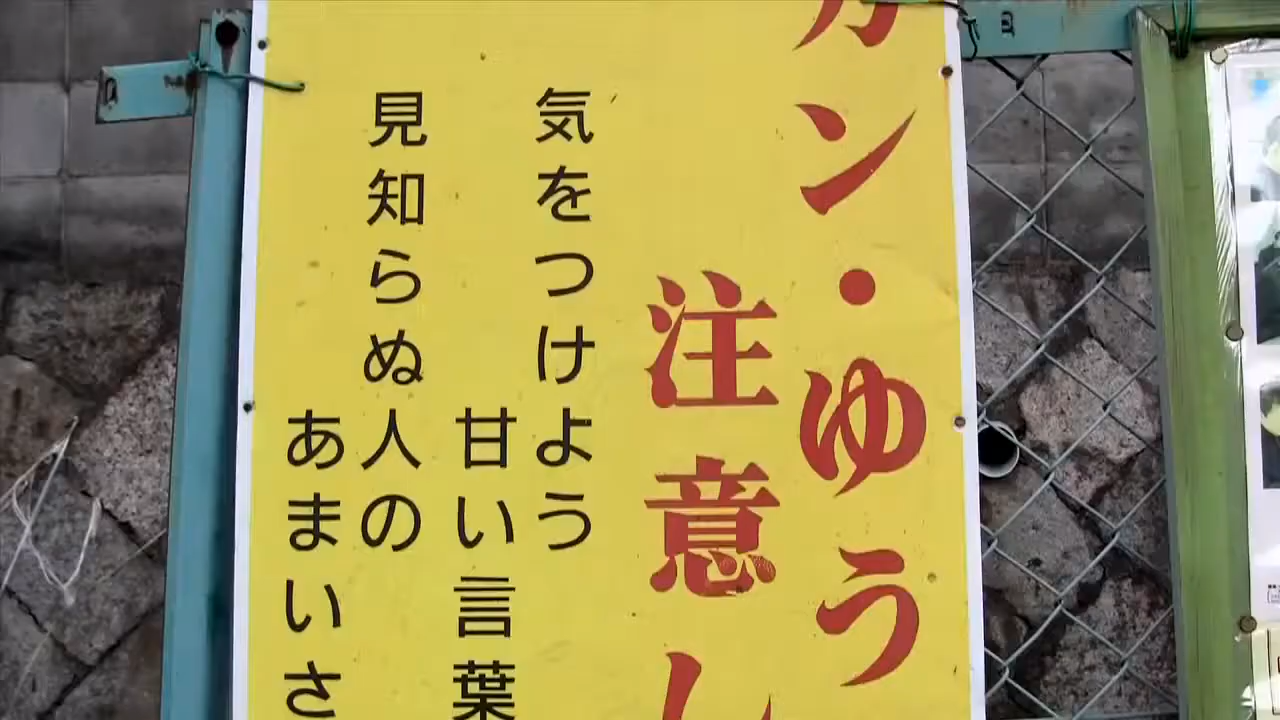 カン・ゆう
注意し
気をつけよう
甘い言葉
見知らぬ人の
あまいさ